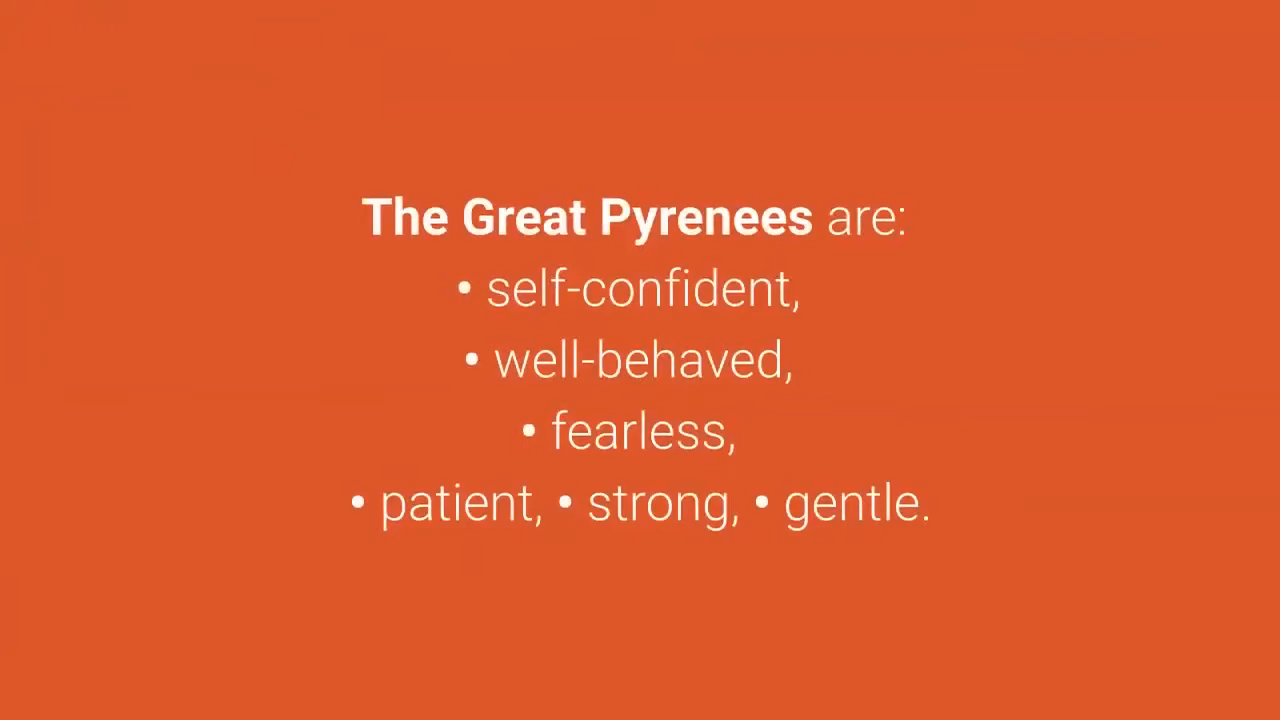 The Great Pyrenees are:
• self-confident,
• well-behaved,
• fearless,
• patient, • strong, • gentle.